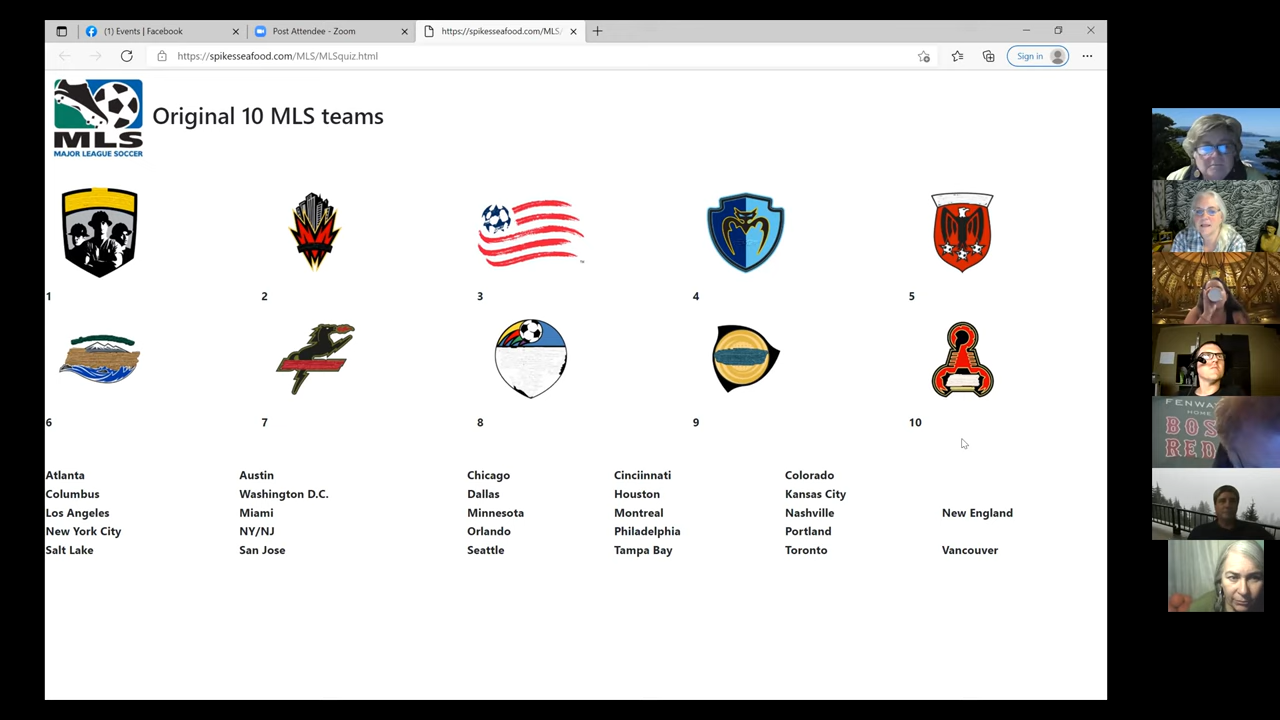 (1) Events | Facebook
Post Attendee - Zoom
https://spikesseafood.com/MLS/
https://spikesseafood.com/MLS/MLSquiz.html
Sign in
MLS
MAJOR LEAGUE SOCCER
Original 10 MLS teams
1 2 3 4 5
6 7 8 9 10
Atlanta Austin Chicago Cinciinnati Colorado
Columbus Washington D.C. Dallas Houston Kansas City
Los Angeles Miami Minnesota Montreal Nashville New England
New York City NY/NJ Orlando Philadelphia Portland
Salt Lake San Jose Seattle Tampa Bay Toronto Vancouver
FENWA
HOME
BOS
RED